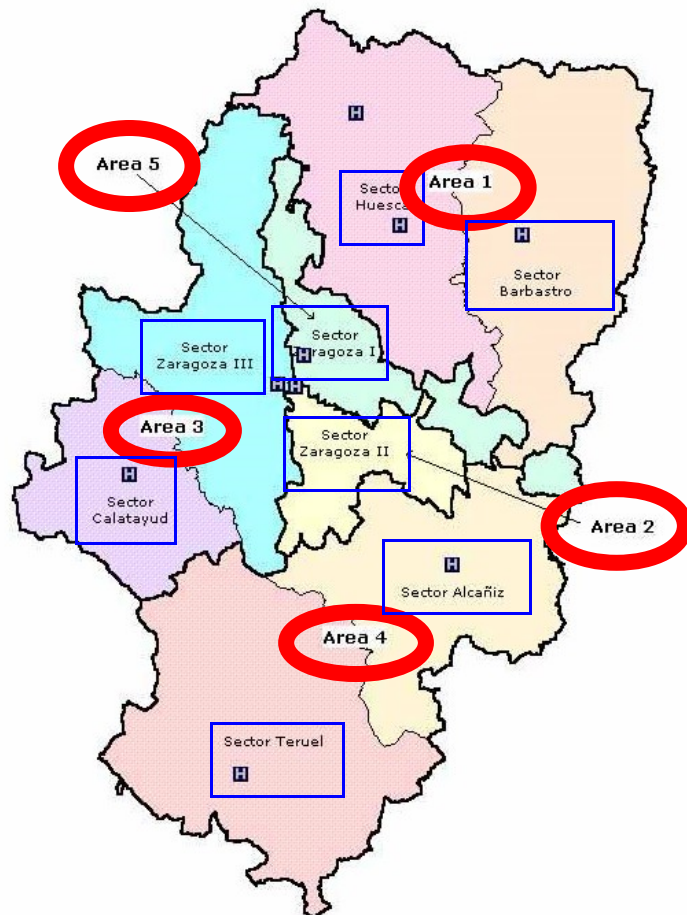 H
Area 5
Area 1
Sector
Huesca
H
H
Sector
Barbastro
Sector
Zaragoza I
H
Sector
Zaragoza III
H H
Area 3
Sector
Zaragoza II
H
Sector
Calatayud
Area 2
H
Sector Alcañiz
Area 4
Sector Teruel
H